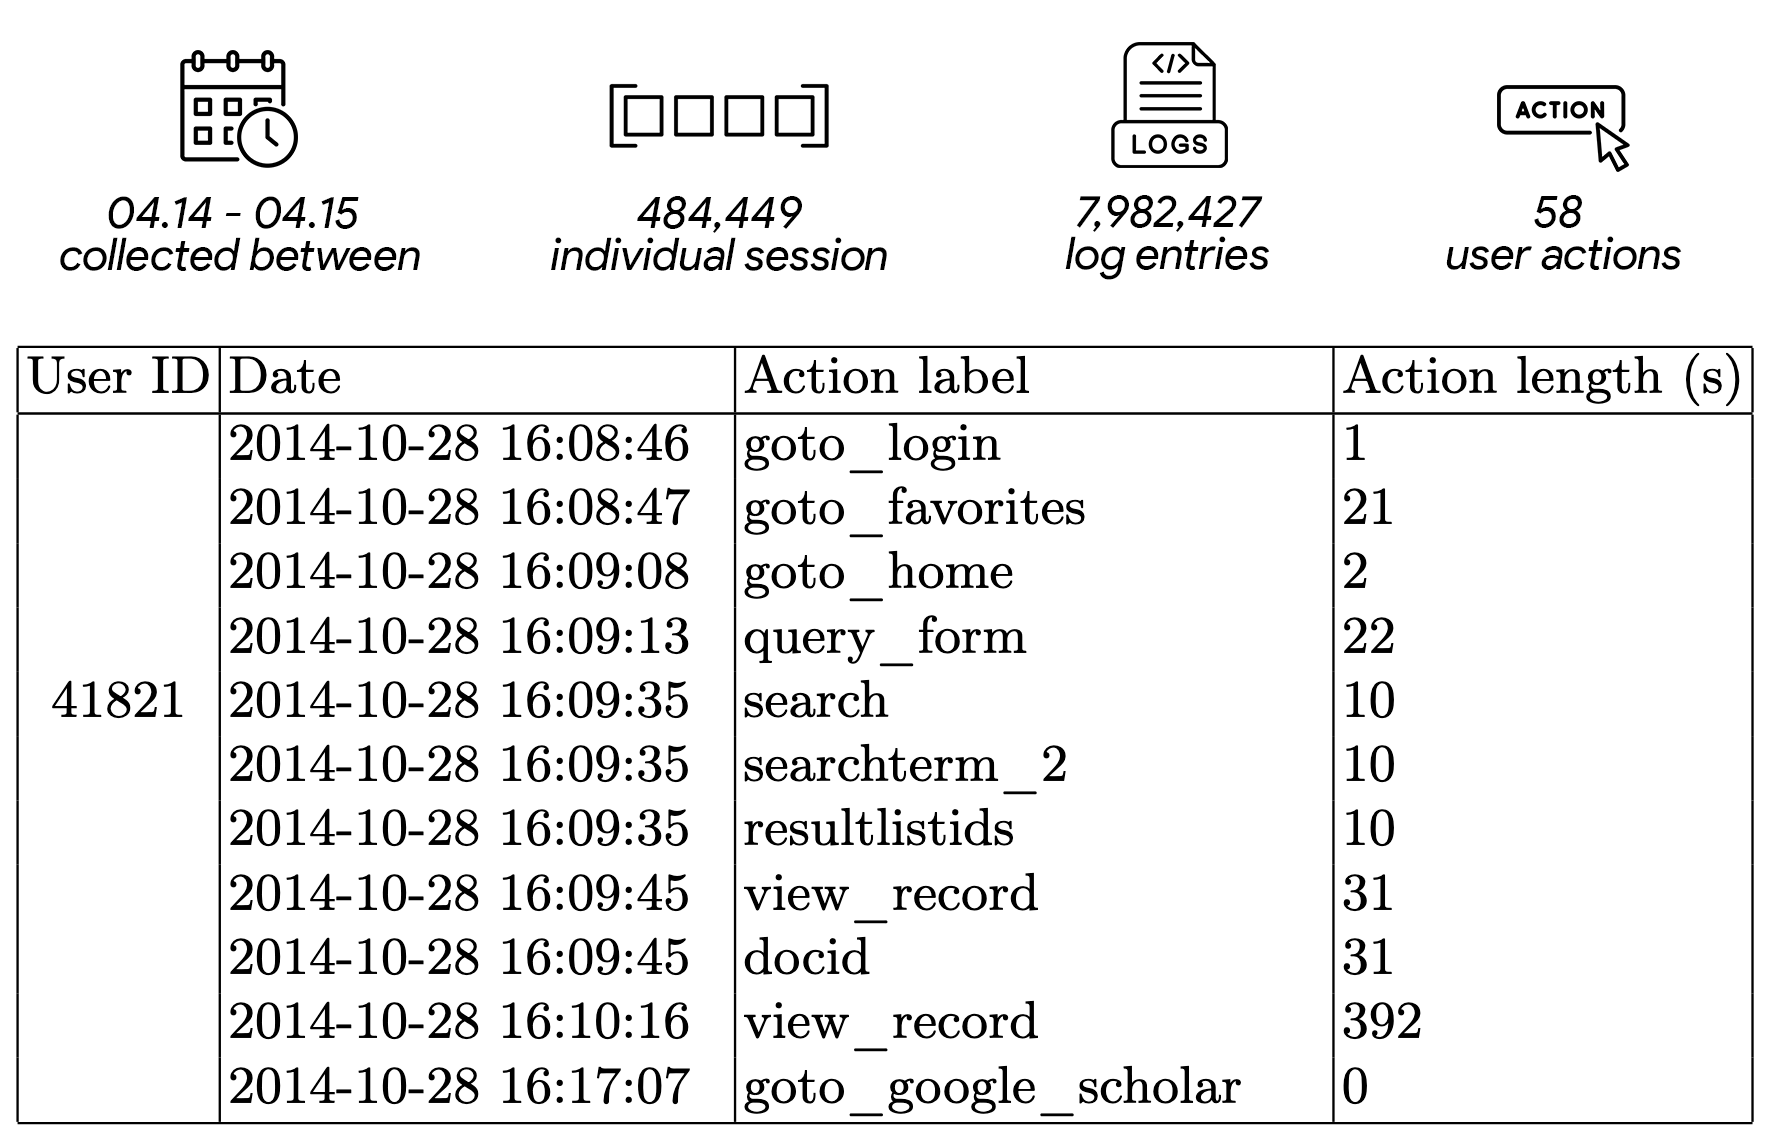 </>
LOGS
ACTION
04.14 - 04.15
collected between
484,449
individual session
7,982,427
log entries
58
user actions
User ID Date Action label Action length (s)
2014-10-28 16:08:46 goto_login 1
2014-10-28 16:08:47 goto_favorites 21
2014-10-28 16:09:08 goto_home 2
2014-10-28 16:09:13 query_form 22
41821 2014-10-28 16:09:35 search 10
2014-10-28 16:09:35 searchterm_2 10
2014-10-28 16:09:35 resultlistids 10
2014-10-28 16:09:45 view_record 31
2014-10-28 16:09:45 docid 31
2014-10-28 16:10:16 view_record 392
2014-10-28 16:17:07 goto_google_scholar 0